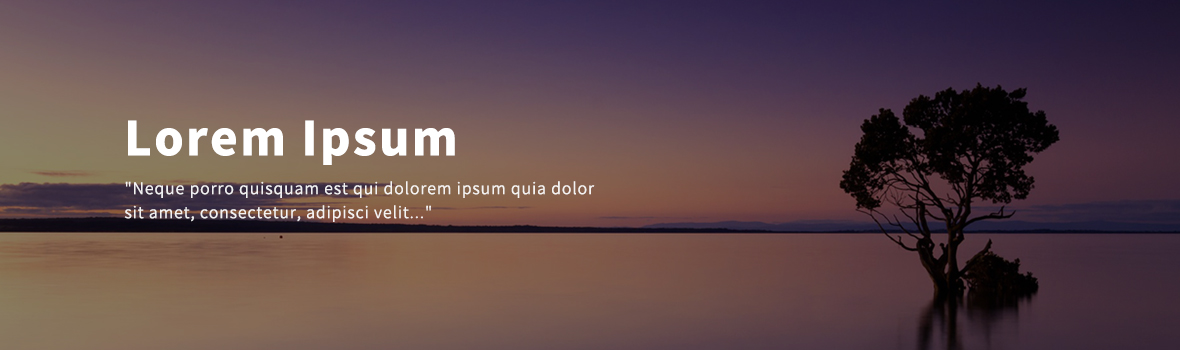 Lorem Ipsum
"Neque porro quisquam est qui dolorem ipsum quia dolor
sit amet, consectetur, adipisci velit..."